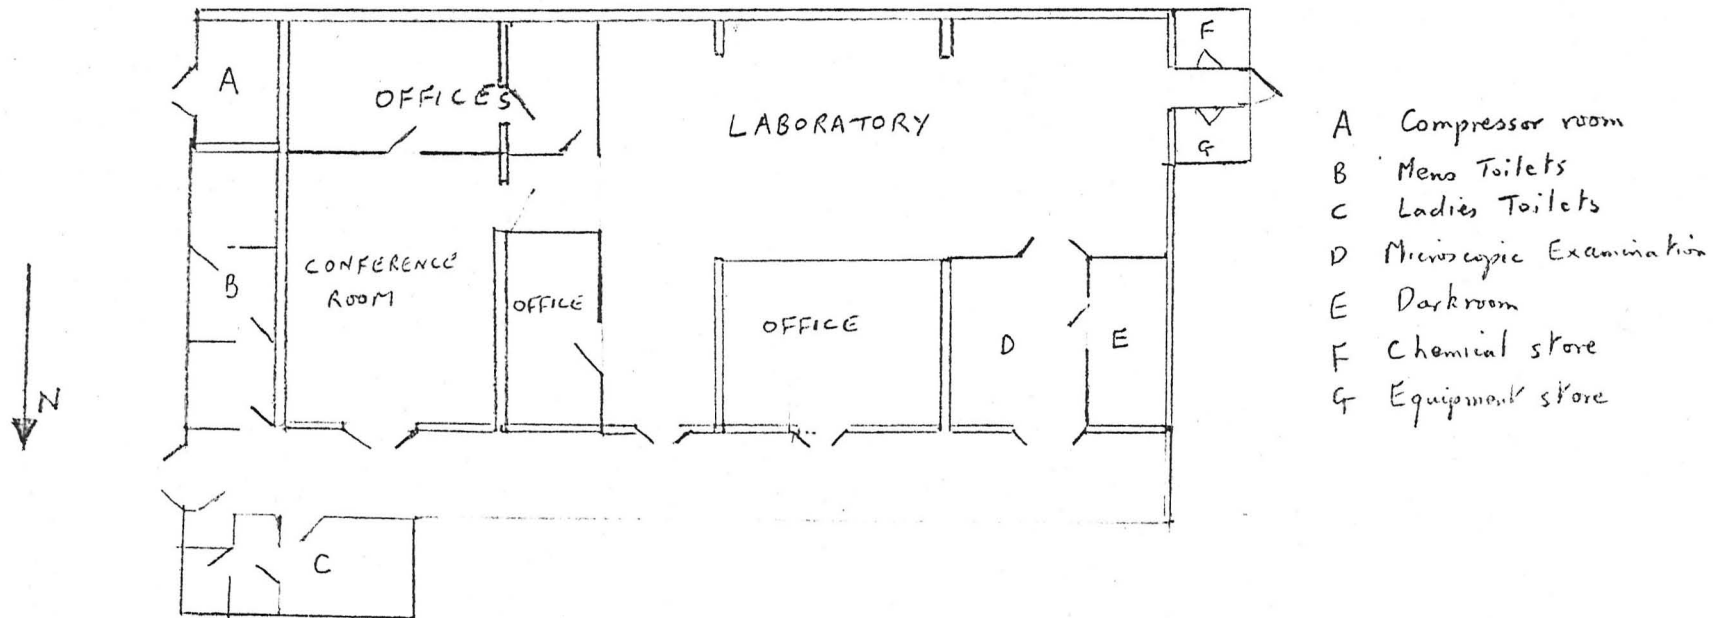 A
OFFICES
LABORATORY
F
G
B
CONFERENCE
ROOM
OFFICE
OFFICE
D
E
C
N
A Compressor room
B Mens Toilets
C Ladies Toilets
D Microscopic Examination
E Darkroom
F Chemical store
G Equipment store